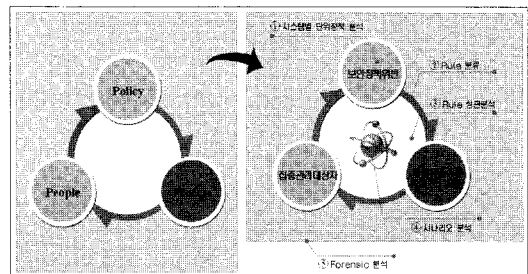 Policy
People
① 시스템별 단위정책 분석
보안정책위반
② Rule 분류
③ Rule 접근분석
집중관리대상자
④ 시나리오 분석
⑤ Forensic 분석